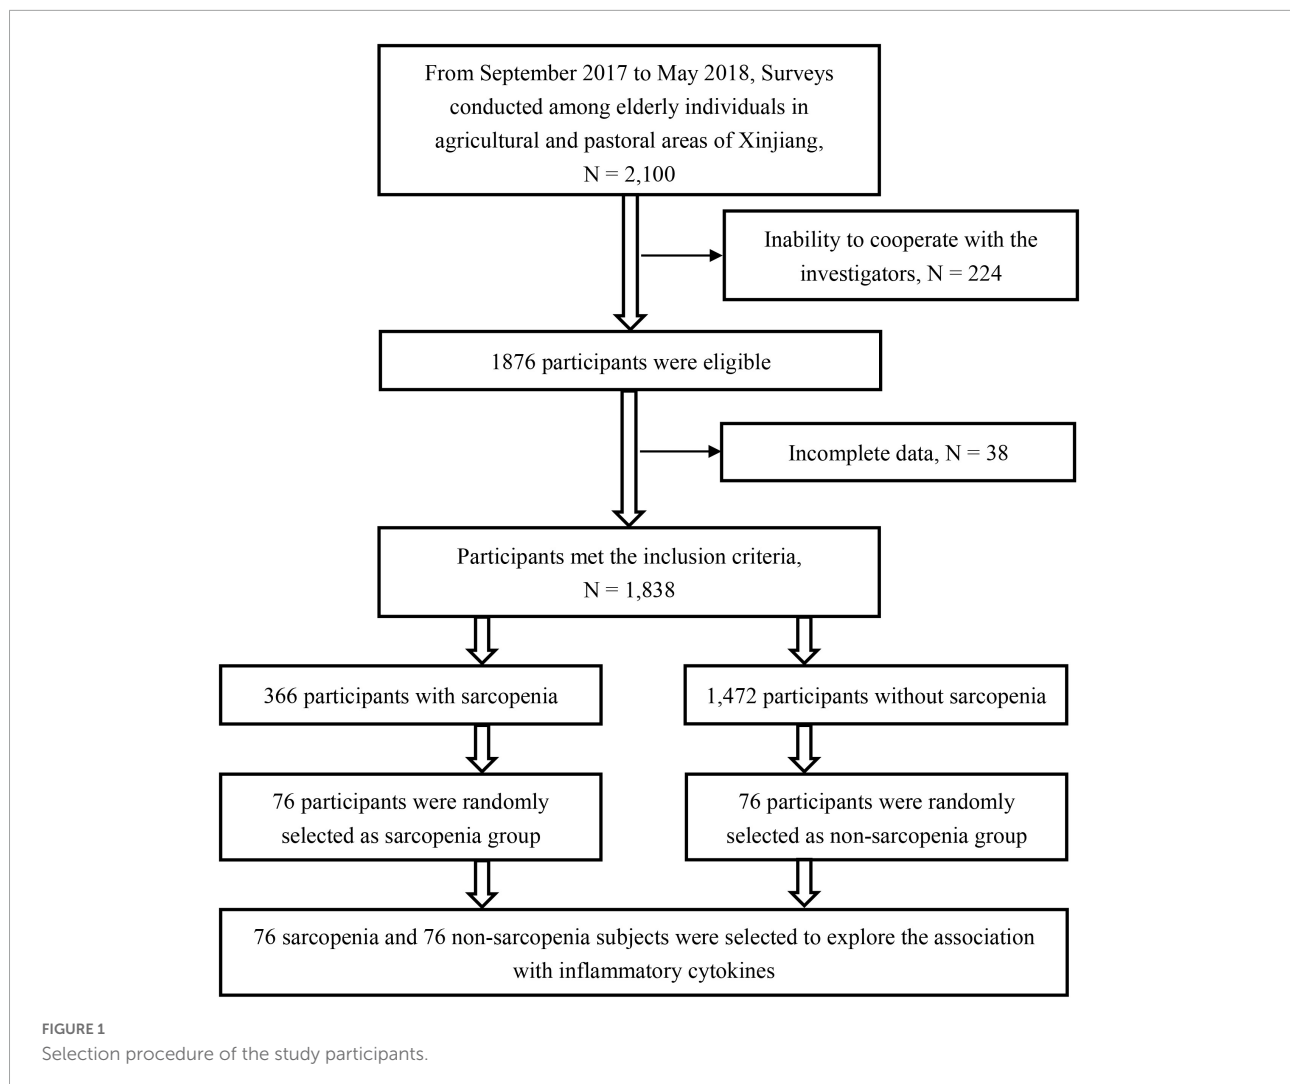 From September 2017 to May 2018, Surveys
conducted among elderly individuals in
agricultural and pastoral areas of Xinjiang,
N = 2,100
Inability to cooperate with the
investigators, N = 224
1876 participants were eligible
Incomplete data, N = 38
Participants met the inclusion criteria,
N = 1,838
366 participants with sarcopenia
1,472 participants without sarcopenia
76 participants were randomly
selected as sarcopenia group
76 participants were randomly
selected as non-sarcopenia group
76 sarcopenia and 76 non-sarcopenia subjects were selected to explore the association
with inflammatory cytokines
FIGURE 1
Selection procedure of the study participants.